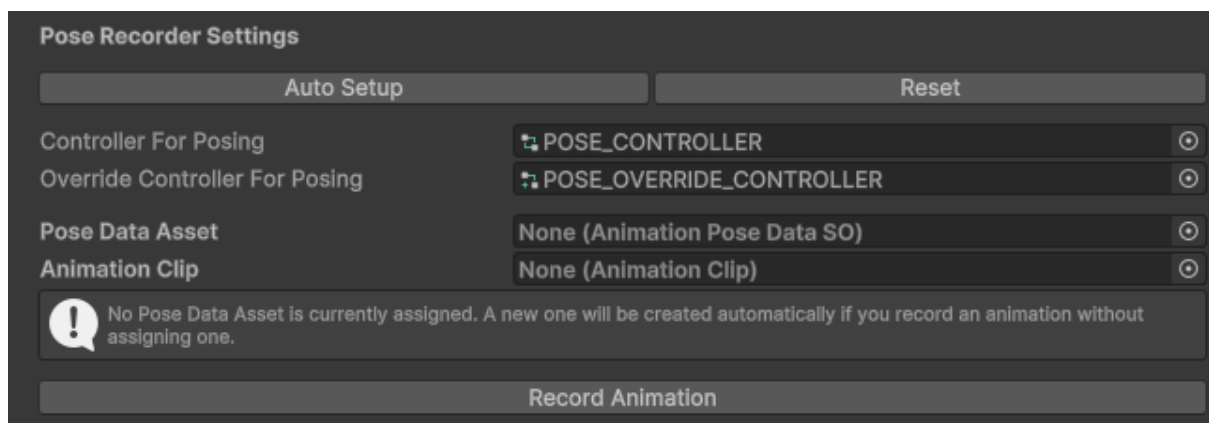 Pose Recorder Settings
Auto Setup
Reset
Controller For Posing
POSE_CONTROLLER
Override Controller For Posing
POSE_OVERRIDE_CONTROLLER
Pose Data Asset
None (Animation Pose Data SO)
Animation Clip
None (Animation Clip)
No Pose Data Asset is currently assigned. A new one will be created automatically if you record an animation without
assigning one.
Record Animation